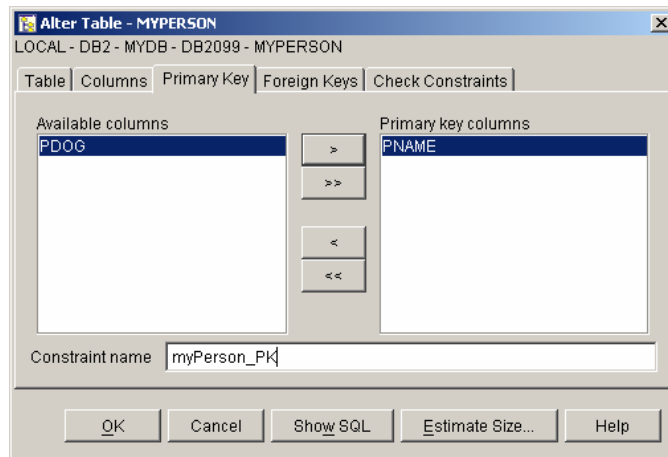 Alter Table - MYPERSON
LOCAL - DB2 - MYDB - DB2099 - MYPERSON
Table Columns Primary Key Foreign Keys Check Constraints
Available columns Primary key columns
PDOG > PNAME
>>
<
<<
Constraint name myPerson_PK
OK Cancel Show SQL Estimate Size... Help